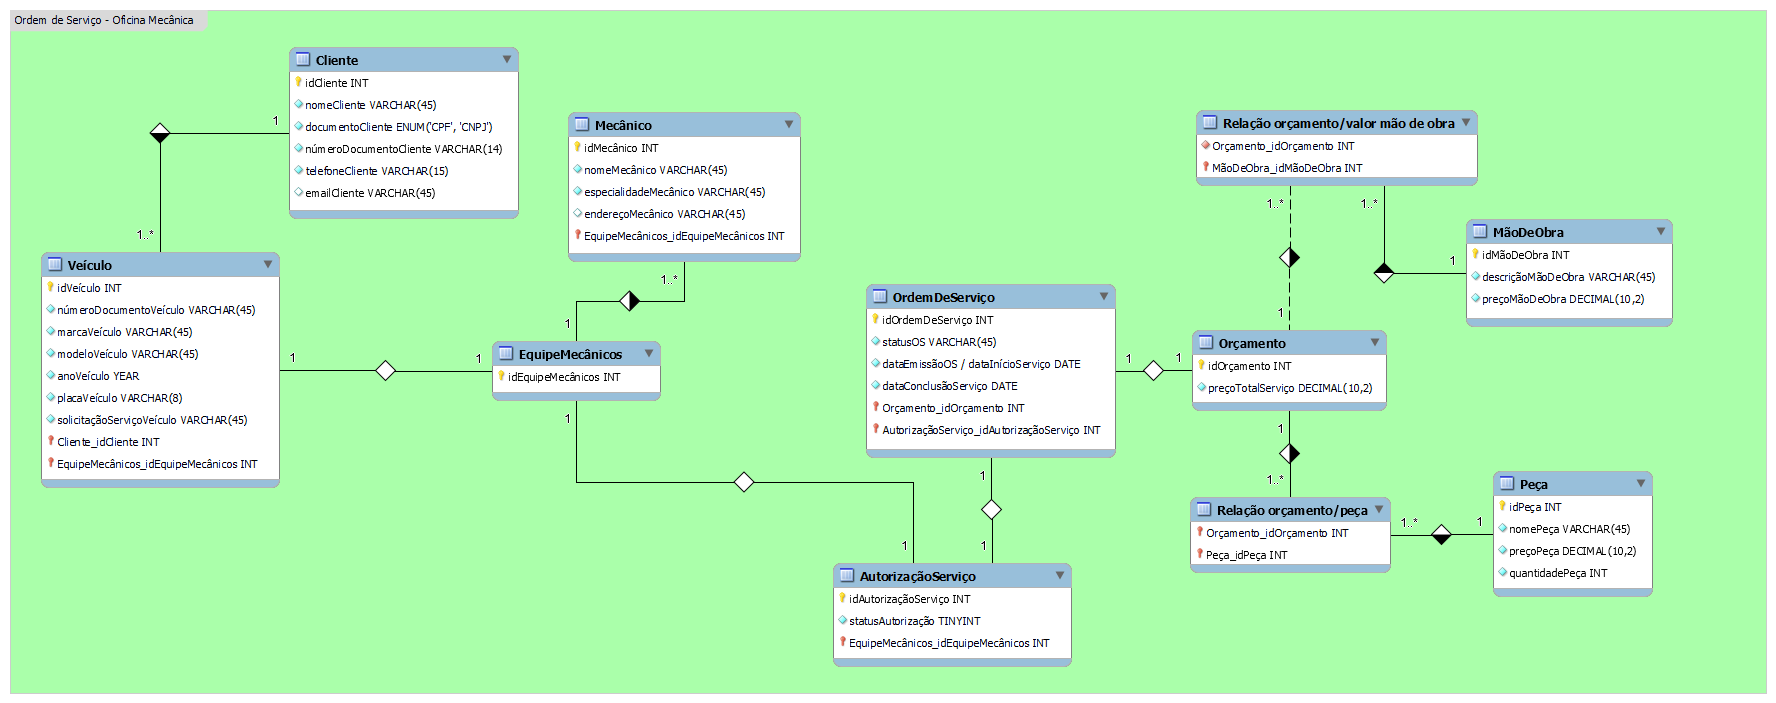 Ordem de Serviço - Oficina Mecânica
Cliente
idCliente INT
nomeCliente VARCHAR(45)
documentoCliente ENUM('CPF', 'CNPJ')
númeroDocumentoCliente VARCHAR(14)
telefoneCliente VARCHAR(15)
emailCliente VARCHAR(45)
1
1..*
Veículo
idVeículo INT
númeroDocumentoVeículo VARCHAR(45)
marcaVeículo VARCHAR(45)
modeloVeículo VARCHAR(45)
anoVeículo YEAR
placaVeículo VARCHAR(8)
solicitaçãoServiçoVeículo VARCHAR(45)
Cliente_idCliente INT
EquipeMecânicos_idEquipeMecânicos INT
1
1
Mecânico
idMecânico INT
nomeMecânico VARCHAR(45)
especialidadeMecânico VARCHAR(45)
endereçoMecânico VARCHAR(45)
EquipeMecânicos_idEquipeMecânicos INT
1..*
1
EquipeMecânicos
idEquipeMecânicos INT
1
1
OrdemDeServiço
idOrdemDeServiço INT
statusOS VARCHAR(45)
dataEmissãoOS / dataInícioServiço DATE
dataConclusãoServiço DATE
Orçamento_idOrçamento INT
AutorizaçãoServiço_idAutorizaçãoServiço INT
1
1
1
1
AutorizaçãoServiço
idAutorizaçãoServiço INT
statusAutorização TINYINT
EquipeMecânicos_idEquipeMecânicos INT
Relação orçamento/valor mão de obra
Orçamento_idOrçamento INT
MãoDeObra_idMãoDeObra INT
1..*
1..*
1
1
MãoDeObra
idMãoDeObra INT
descriçãoMãoDeObra VARCHAR(45)
preçoMãoDeObra DECIMAL(10,2)
Orçamento
idOrçamento INT
preçoTotalServiço DECIMAL(10,2)
1
1..*
Relação orçamento/peça
Orçamento_idOrçamento INT
Peça_idPeça INT
1..*
1
Peça
idPeça INT
nomePeça VARCHAR(45)
preçoPeça DECIMAL(10,2)
quantidadePeça INT